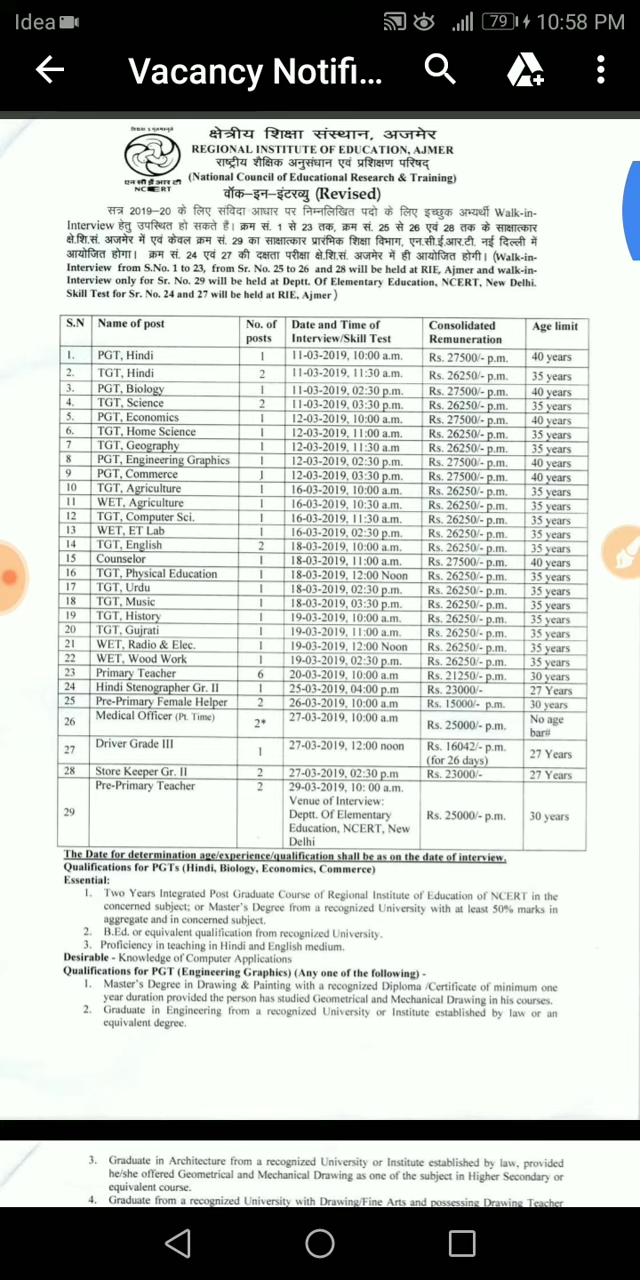 Idea 79 10:58 PM
Vacancy Notifi...
क्षेत्रीय शिक्षा संस्थान, अजमेर
REGIONAL INSTITUTE OF EDUCATION, AJMER
राष्ट्रीय शैक्षिक अनुसंधान एवं प्रशिक्षण परिषद्
एन सी ई आर टी
NCERT
(National Council of Educational Research & Training)
वॉक-इन-इंटरव्यु (Revised)
सत्र 2019-20 के लिए संविदा आधार पर निम्नलिखित पदो के लिए इच्छुक अभ्यर्थी Walk-in-
Interview हेतु उपस्थित हो सकते है। क्रम सं. 1 से 23 तक, क्रम सं. 25 से 26 एवं 28 तक के साक्षात्कार
क्षे.शि.सं. अजमेर में एवं केवल क्रम सं. 29 का साक्षात्कार प्रारंभिक शिक्षा विभाग, एन.सी.ई.आर.टी. नई दिल्ली में
आयोजित होगा। क्रम सं. 24 एवं 27 की दक्षता परीक्षा क्षे.शि.सं. अजमेर में ही आयोजित होगी। (Walk-in-
Interview from S.No. 1 to 23, from Sr. No. 25 to 26 and 28 will be held at RIE, Ajmer and walk-in-
Interview only for Sr. No. 29 will be held at Deptt. Of Elementary Education, NCERT, New Delhi.
Skill Test for Sr. No. 24 and 27 will be held at RIE, Ajmer )
S.N Name of post No. of posts Date and Time of Interview/Skill Test Consolidated Remuneration Age limit
1. PGT, Hindi 1 11-03-2019, 10:00 a.m. Rs. 27500/- p.m. 40 years
2. TGT, Hindi 2 11-03-2019, 11:30 a.m. Rs. 26250/- p.m. 35 years
3. PGT, Biology 1 11-03-2019, 02:30 p.m. Rs. 27500/- p.m. 40 years
4. TGT, Science 2 11-03-2019, 03:30 p.m. Rs. 26250/- p.m. 35 years
5. PGT, Economics 1 12-03-2019, 10:00 a.m. Rs. 27500/- p.m. 40 years
6. TGT, Home Science 1 12-03-2019, 11:00 a.m. Rs. 26250/- p.m. 35 years
7 TGT, Geography 1 12-03-2019, 11:30 a.m Rs. 26250/- p.m. 35 years
8 PGT, Engineering Graphics 1 12-03-2019, 02:30 p.m. Rs. 27500/- p.m. 40 years
9 PGT, Commerce 1 12-03-2019, 03:30 p.m. Rs. 27500/- p.m. 40 years
10 TGT, Agriculture 1 16-03-2019, 10:00 a.m. Rs. 26250/- p.m. 35 years
11 WET, Agriculture 1 16-03-2019, 10:30 a.m. Rs. 26250/- p.m. 35 years
12 TGT, Computer Sci. 1 16-03-2019, 11:30 a.m. Rs. 26250/- p.m. 35 years
13 WET, ET Lab 1 16-03-2019, 02:30 p.m. Rs. 26250/- p.m. 35 years
14 TGT, English 2 18-03-2019, 10:00 a.m. Rs. 26250/- p.m. 35 years
15 Counselor 1 18-03-2019, 11:00 a.m. Rs. 27500/- p.m. 40 years
16 TGT, Physical Education 1 18-03-2019, 12:00 Noon Rs. 26250/- p.m. 35 years
17 TGT, Urdu 1 18-03-2019, 02:30 p.m. Rs. 26250/- p.m. 35 years
18 TGT, Music 1 18-03-2019, 03:30 p.m. Rs. 26250/- p.m. 35 years
19 TGT, History 1 19-03-2019, 10:00 a.m. Rs. 26250/- p.m. 35 years
20 TGT, Gujrati 1 19-03-2019, 11:00 a.m. Rs. 26250/- p.m. 35 years
21 WET, Radio & Elec. 1 19-03-2019, 12:00 Noon Rs. 26250/- p.m. 35 years
22 WET, Wood Work 1 19-03-2019, 02:30 p.m. Rs. 26250/- p.m. 35 years
23 Primary Teacher 6 20-03-2019, 10:00 a.m Rs. 21250/- p.m. 30 years
24 Hindi Stenographer Gr. II 1 25-03-2019, 04:00 p.m Rs. 23000/- 27 Years
25 Pre-Primary Female Helper 2 26-03-2019, 10:00 a.m Rs. 15000/- p.m. 30 years
26 Medical Officer (Pt. Time) 2* 27-03-2019, 10:00 a.m Rs. 25000/- p.m. No age bar#
27 Driver Grade III 1 27-03-2019, 12:00 noon Rs. 16042/- p.m. (for 26 days) 27 Years
28 Store Keeper Gr. II 2 27-03-2019, 02:30 p.m Rs. 23000/- 27 Years
29 Pre-Primary Teacher 2 29-03-2019, 10: 00 a.m. Rs. 25000/- p.m. 30 years
Venue of Interview:
Deptt. Of Elementary
Education, NCERT, New
Delhi
The Date for determination age/experience/qualification shall be as on the date of interview.
Qualifications for PGTs (Hindi, Biology, Economics, Commerce)
Essential:
1. Two Years Integrated Post Graduate Course of Regional Institute of Education of NCERT in the
concerned subject; or Master's Degree from a recognized University with at least 50% marks in
aggregate and in concerned subject.
2. B.Ed. or equivalent qualification from recognized University.
3. Proficiency in teaching in Hindi and English medium.
Desirable - Knowledge of Computer Applications
Qualifications for PGT (Engineering Graphics) (Any one of the following) -
1. Master's Degree in Drawing & Painting with a recognized Diploma /Certificate of minimum one
year duration provided the person has studied Geometrical and Mechanical Drawing in his courses.
2. Graduate in Engineering from a recognized University or Institute established by law or an
equivalent degree.
3. Graduate in Architecture from a recognized University or Institute established by law, provided
he/she offered Geometrical and Mechanical Drawing as one of the subject in Higher Secondary or
equivalent course.
4. Graduate from a recognized University with Drawing/Fine Arts and possessing Drawing Teacher